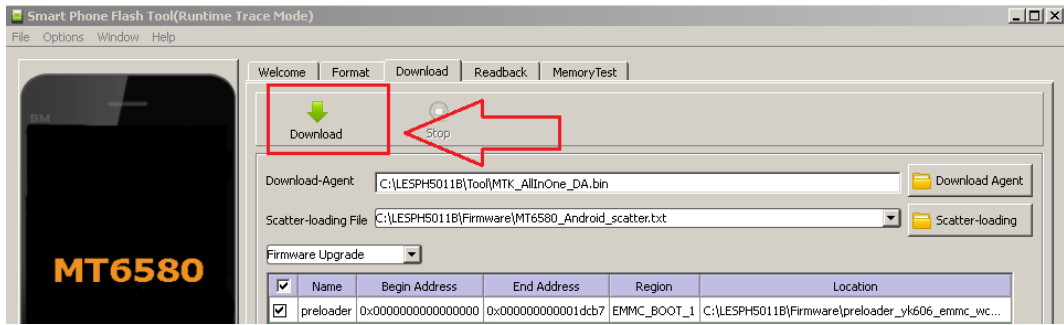 Smart Phone Flash Tool(Runtime Trace Mode)
File Options Window Help
BM
MT6580
Welcome Format Download Readback MemoryTest
Download Stop
Download-Agent C:\LESPH5011B\Tool\MTK_AllInOne_DA.bin Download Agent
Scatter-loading File C:\LESPH5011B\Firmware\MT6580_Android_scatter.txt Scatter-loading
Firmware Upgrade
Name Begin Address End Address Region Location
preloader 0x0000000000000000 0x000000000001dcb7 EMMC_BOOT_1 C:\LESPH5011B\Firmware\preloader_yk606_emmc_wc...